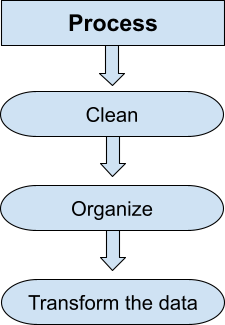 Process
Clean
Organize
Transform the data